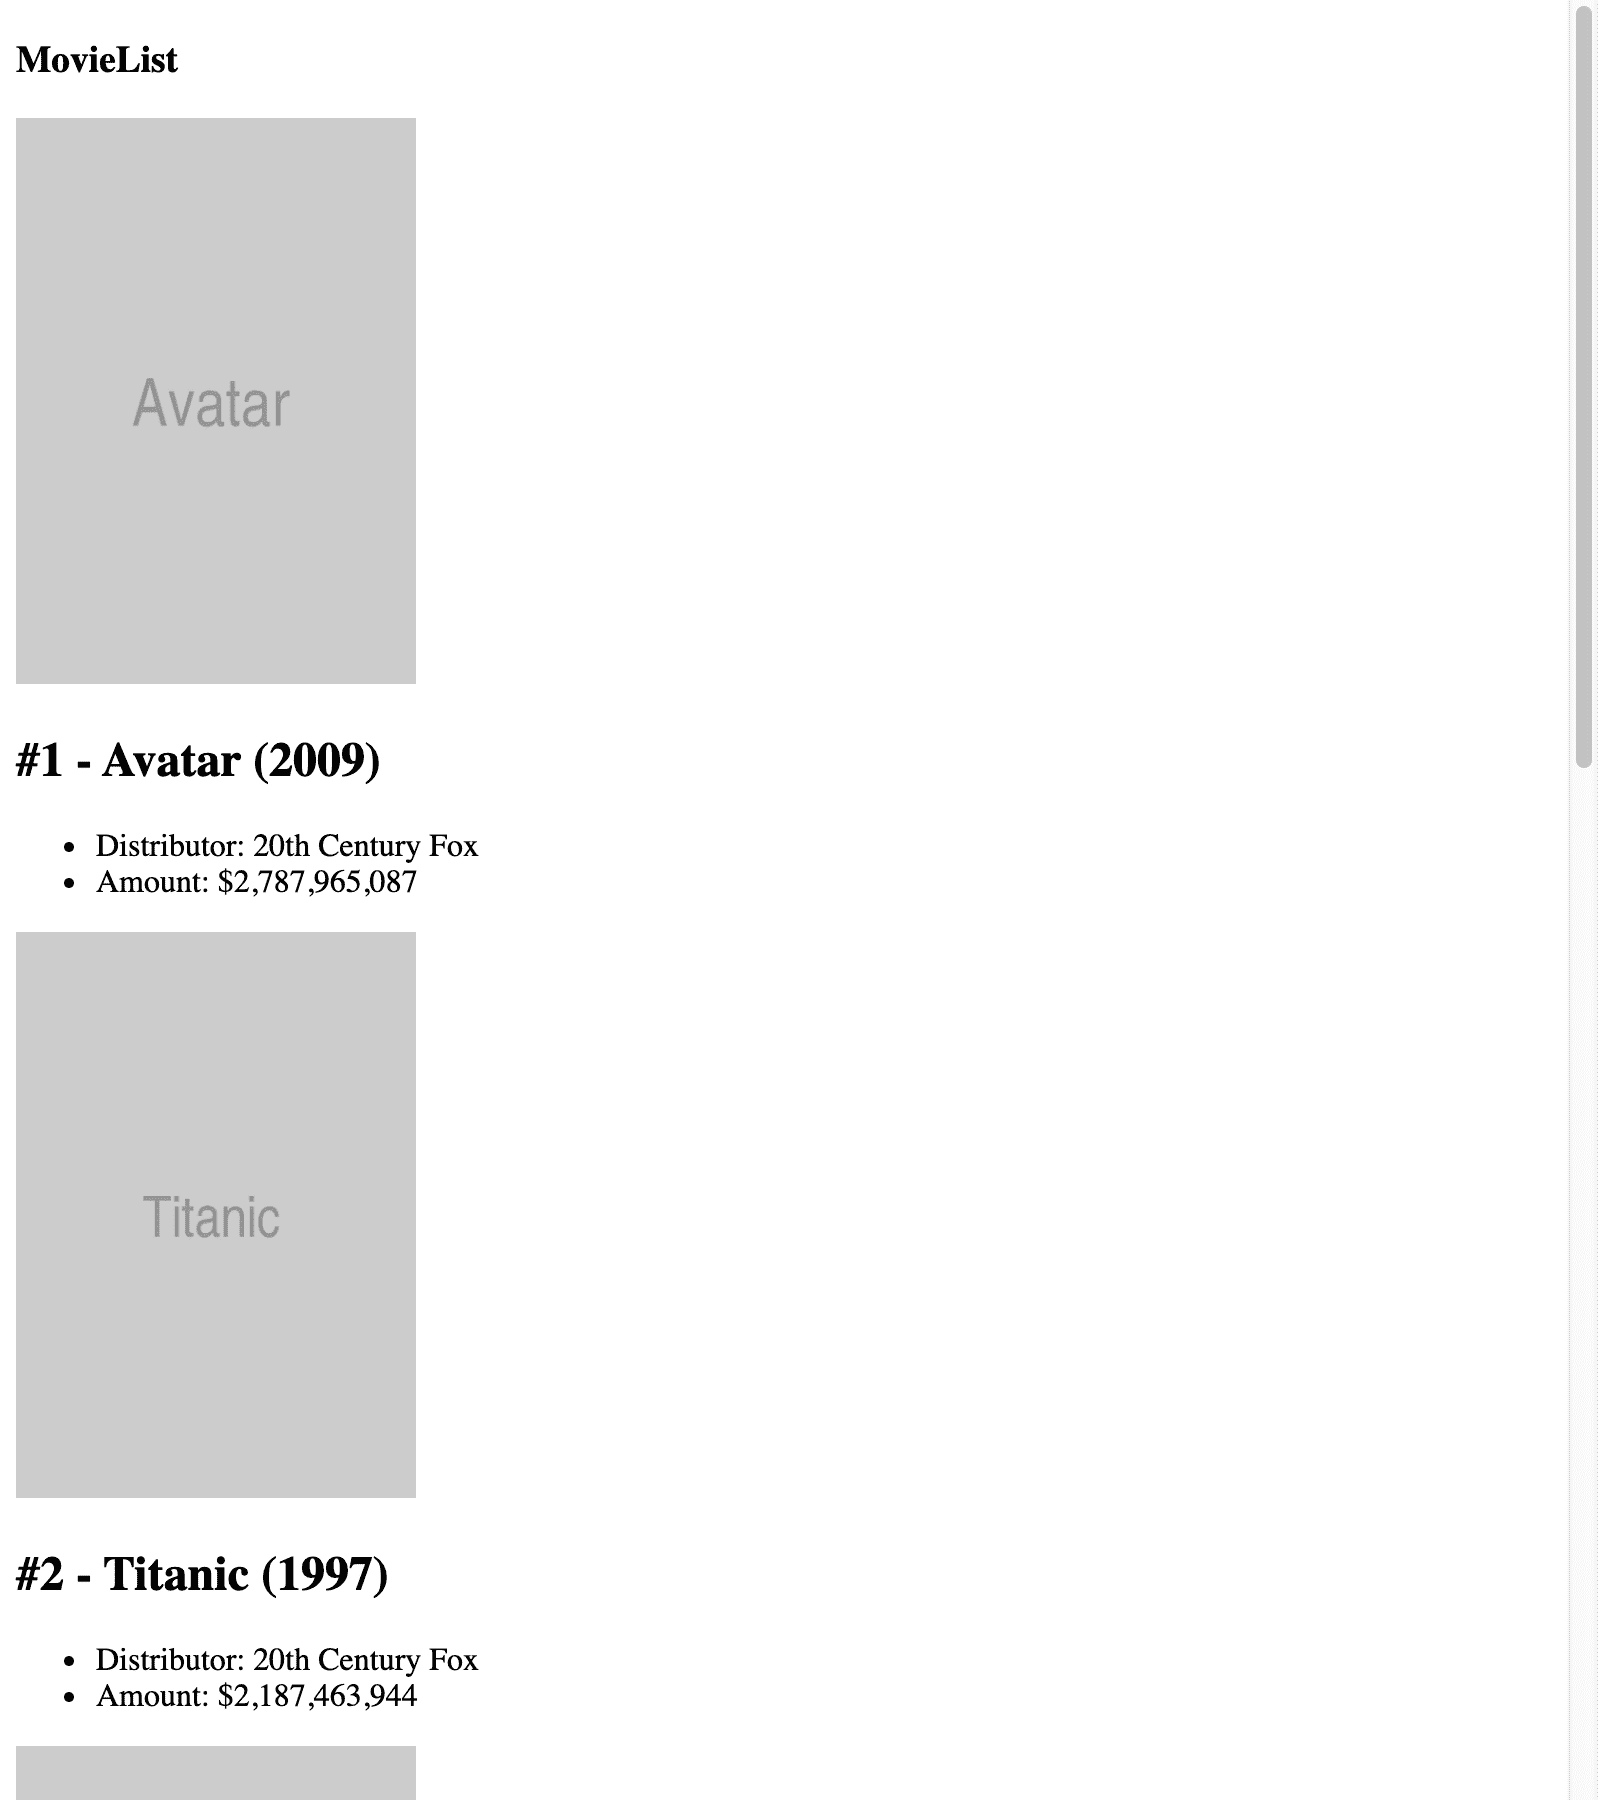 MovieList
Avatar
#1 - Avatar (2009)
Distributor: 20th Century Fox
Amount: $2,787,965,087
Titanic
#2 - Titanic (1997)
Distributor: 20th Century Fox
Amount: $2,187,463,944